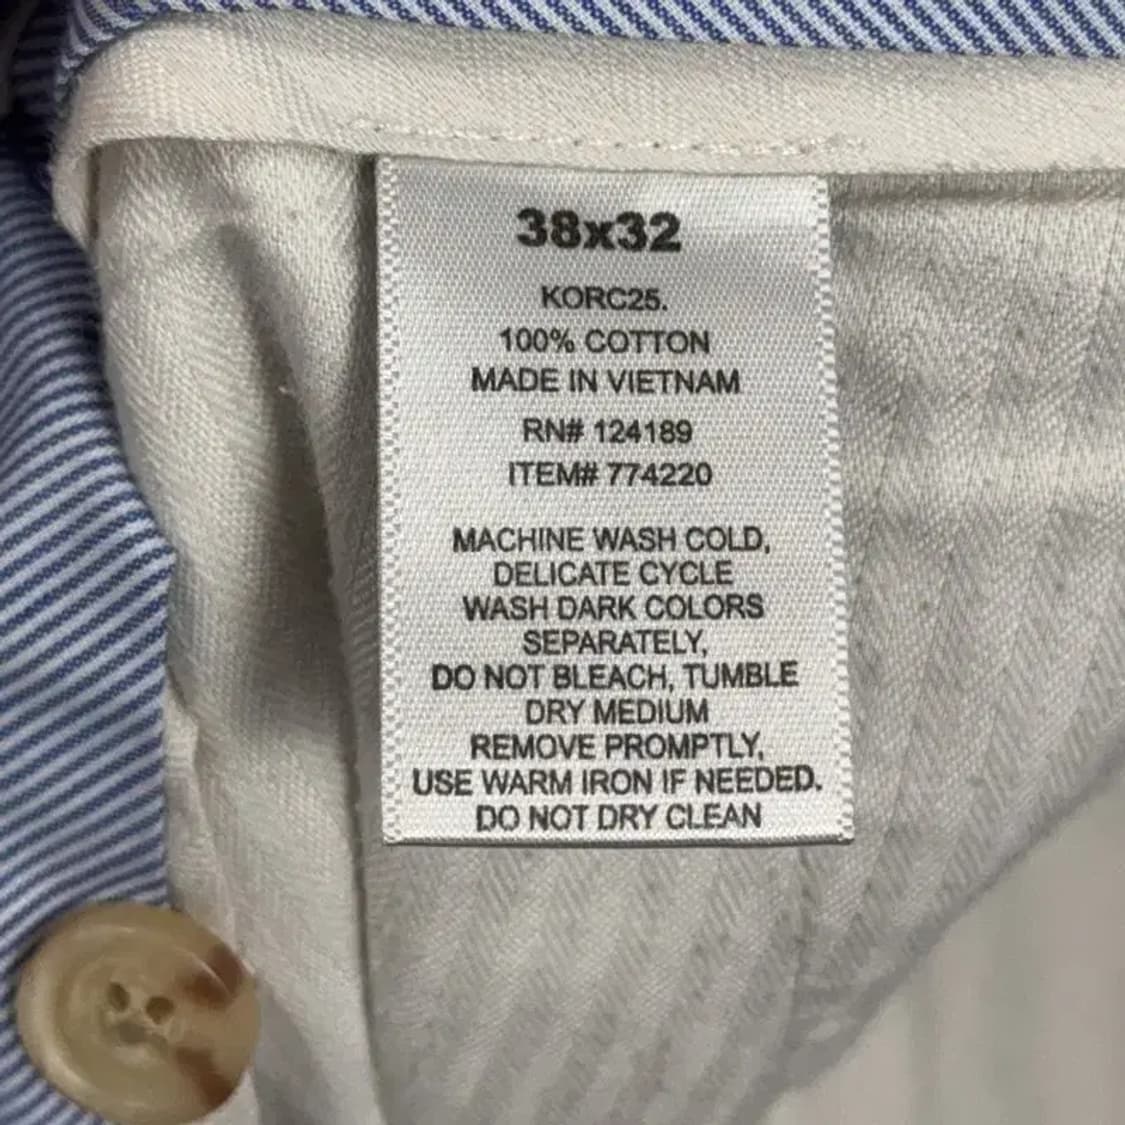 38x32
KORC25.
100% COTTON
MADE IN VIETNAM
RN# 124189
ITEM# 774220
MACHINE WASH COLD,
DELICATE CYCLE
WASH DARK COLORS
SEPARATELY,
DO NOT BLEACH, TUMBLE
DRY MEDIUM
REMOVE PROMPTLY,
USE WARM IRON IF NEEDED.
DO NOT DRY CLEAN